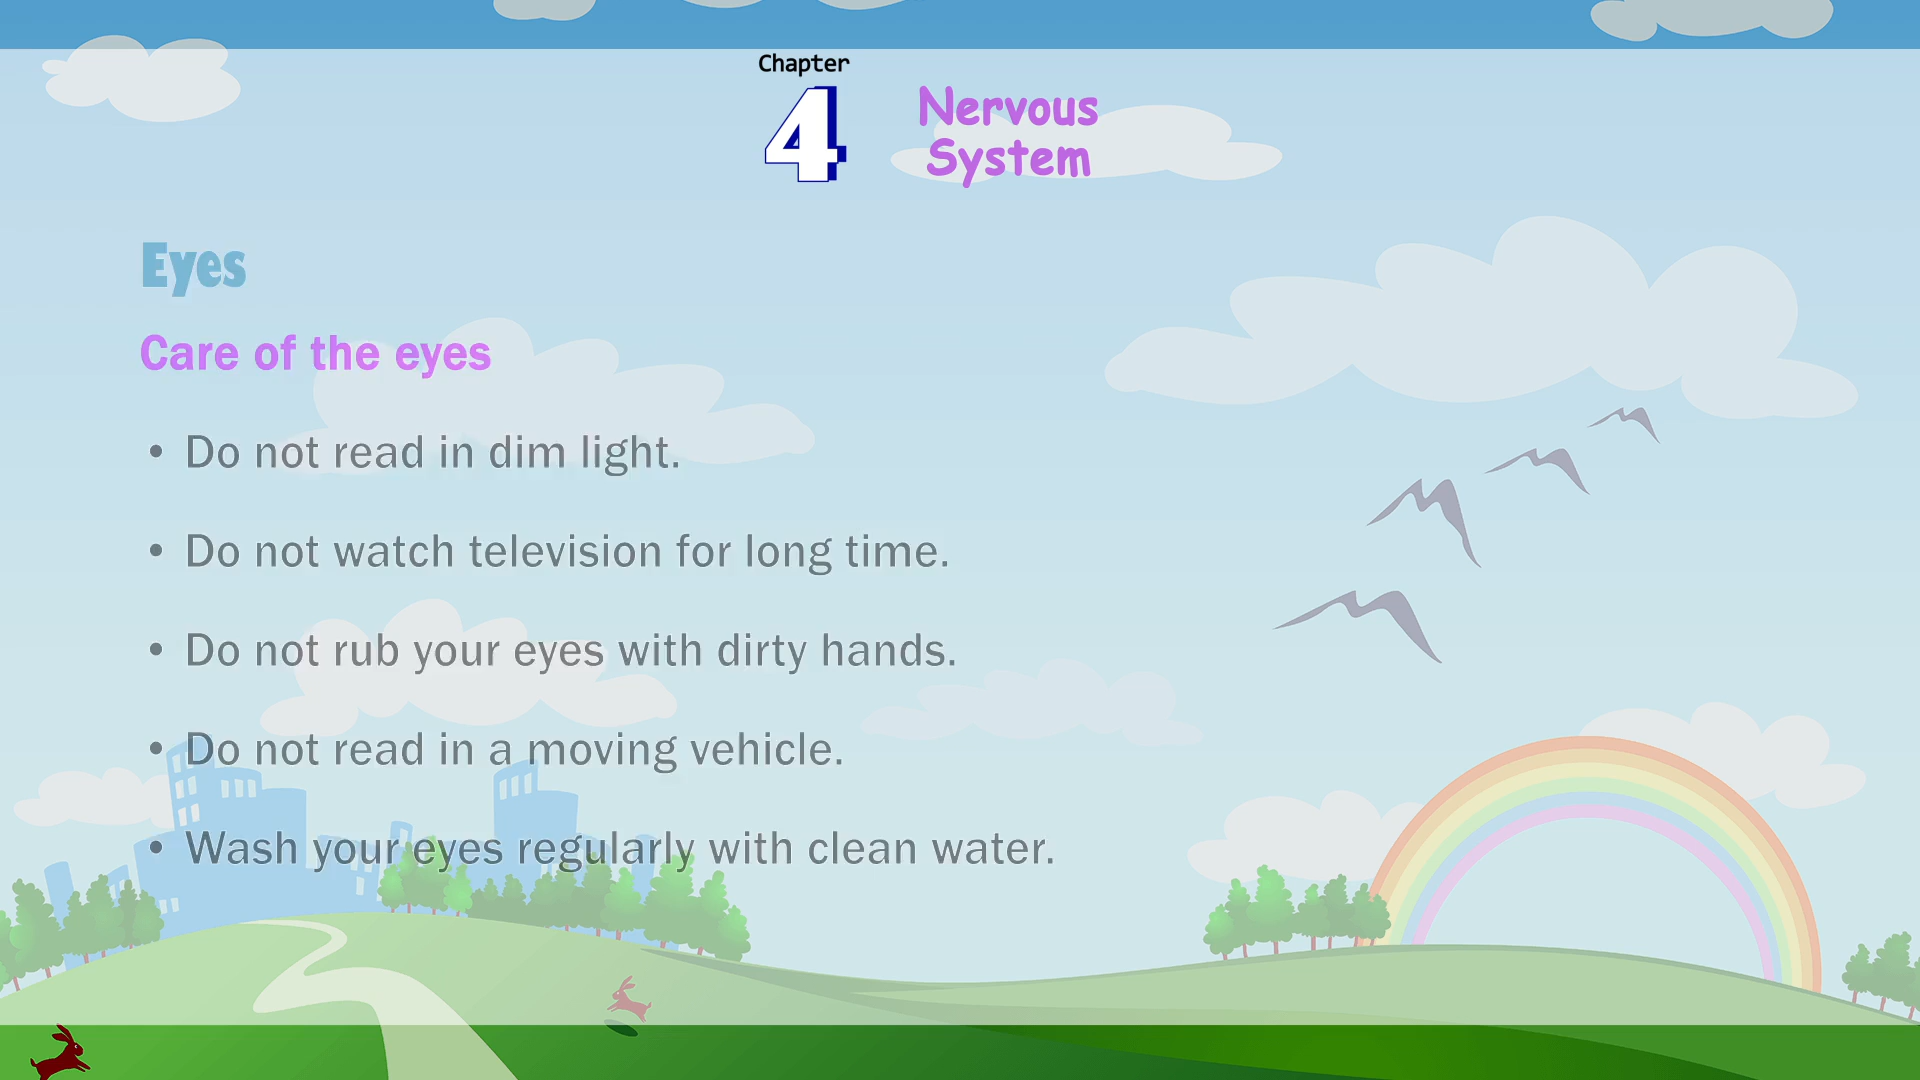 Chapter
4
Nervous
System
Eyes
Care of the eyes
• Do not read in dim light.
• Do not watch television for long time.
• Do not rub your eyes with dirty hands.
• Do not read in a moving vehicle.
• Wash your eyes regularly with clean water.